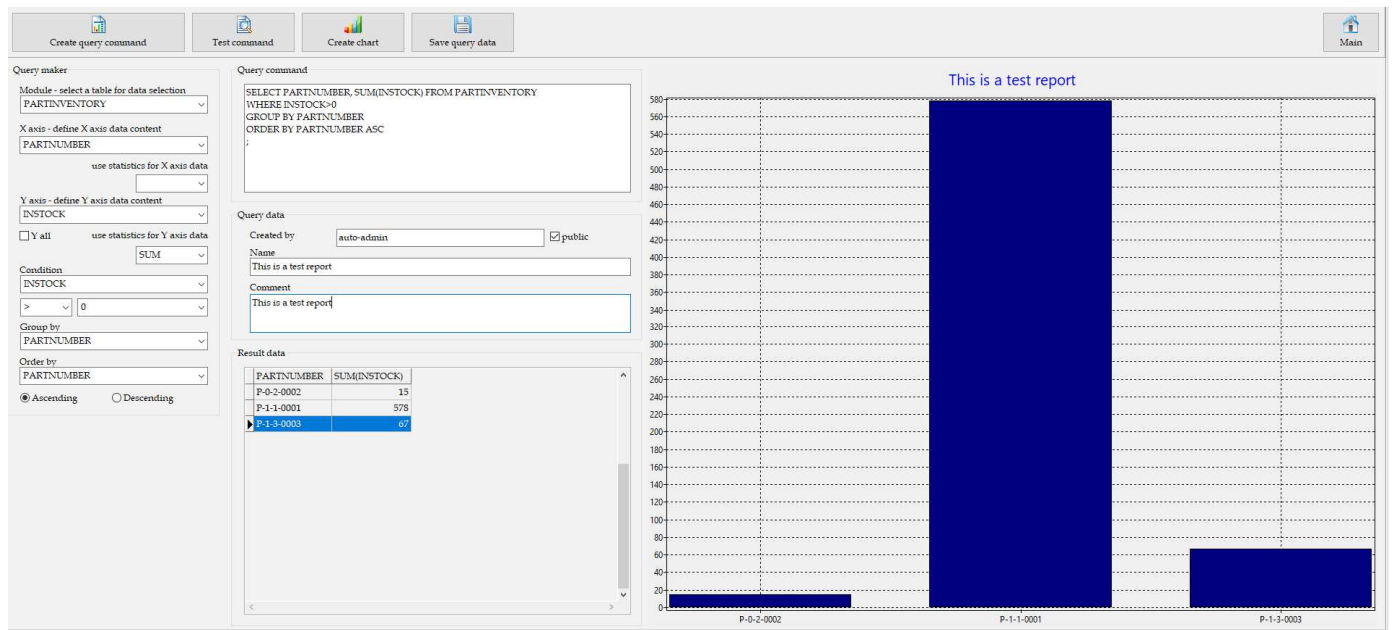 Create query command
Test command
Create chart
Save query data
Main
Query maker
Module - select a table for data selection
PARTINVENTORY
X axis - define X axis data content
PARTNUMBER
use statistics for X axis data
Y axis - define Y axis data content
INSTOCK
Y all
use statistics for Y axis data
SUM
Condition
INSTOCK
> 0
Group by
PARTNUMBER
Order by
PARTNUMBER
Ascending Descending
Query command
SELECT PARTNUMBER, SUM(INSTOCK) FROM PARTINVENTORY
WHERE INSTOCK>0
GROUP BY PARTNUMBER
ORDER BY PARTNUMBER ASC
;
Query data
Created by auto-admin public
Name
This is a test report
Comment
This is a test report
Result data
PARTNUMBER SUM(INSTOCK)
P-0-2-0002 15
P-1-1-0001 578
P-1-3-0003 67
This is a test report
580
560
540
520
500
480
460
440
420
400
380
360
340
320
300
280
260
240
220
200
180
160
140
120
100
80
60
40
20
0
P-0-2-0002 P-1-1-0001 P-1-3-0003